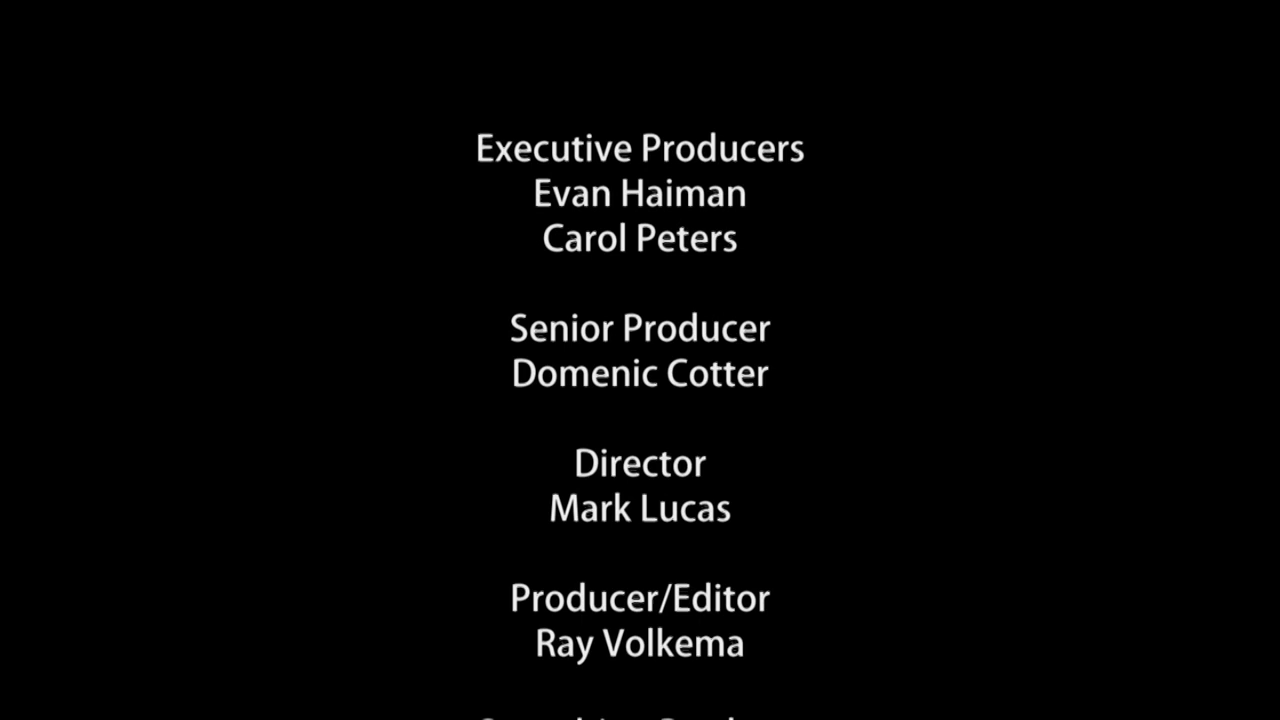 Executive Producers
Evan Haiman
Carol Peters
Senior Producer
Domenic Cotter
Director
Mark Lucas
Producer/Editor
Ray Volkema